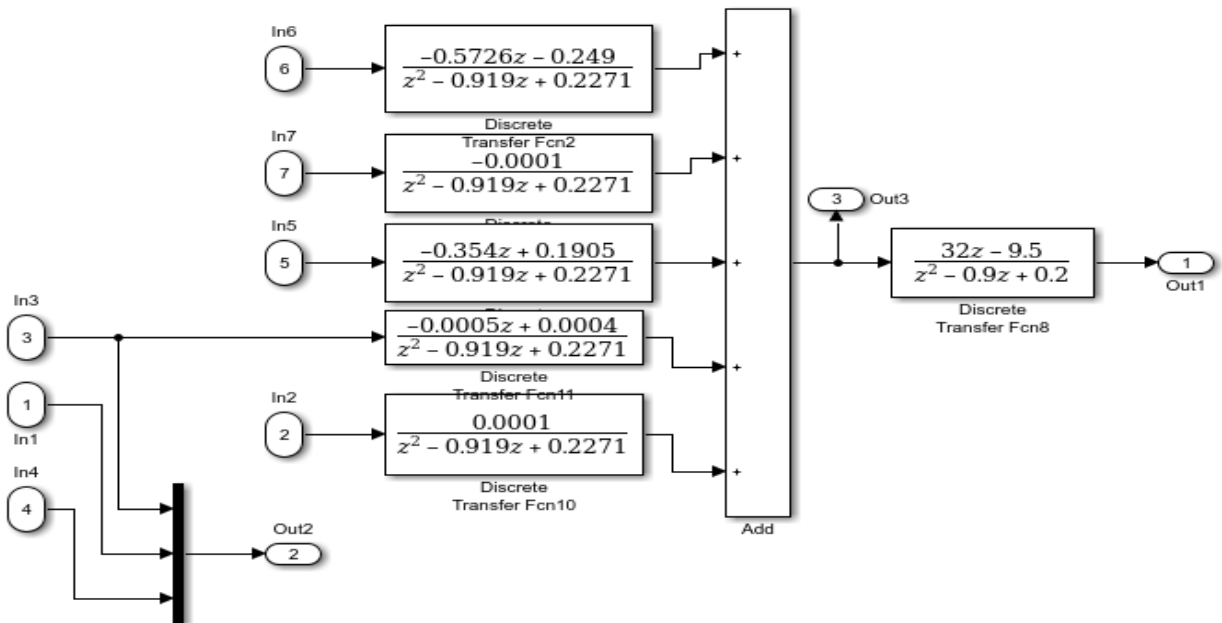 In6
6
−0.5726z − 0.249
z² − 0.919z + 0.2271
Discrete
Transfer Fcn2
In7
7
−0.0001
z² − 0.919z + 0.2271
In5
5
−0.354z + 0.1905
z² − 0.919z + 0.2271
In3
3
−0.0005z + 0.0004
z² − 0.919z + 0.2271
Discrete
Transfer Fcn11
1
In1
In2
2
0.0001
z² − 0.919z + 0.2271
Discrete
Transfer Fcn10
In4
4
Out2
2
+
+
+
+
+
Add
3
Out3
32z − 9.5
z² − 0.9z + 0.2
Discrete
Transfer Fcn8
1
Out1